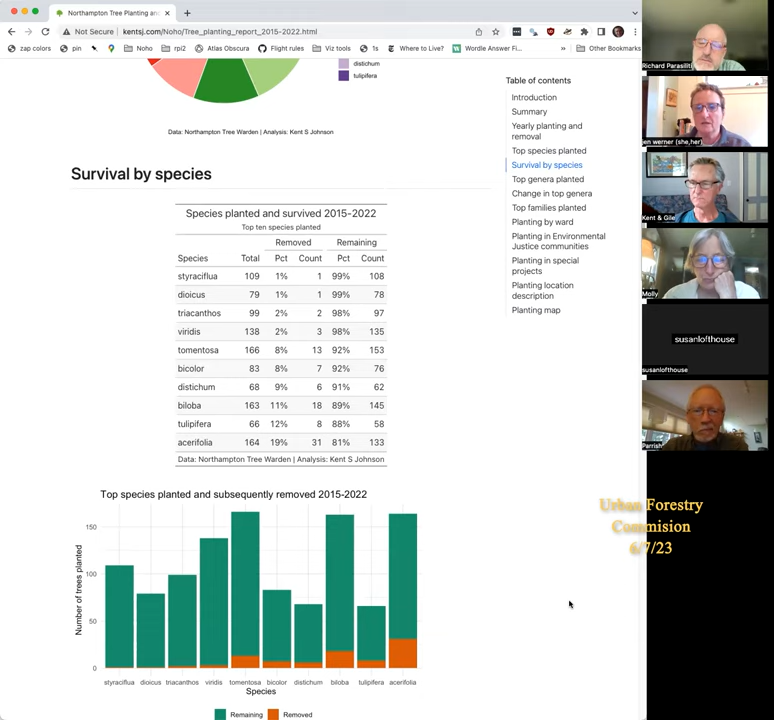 Northampton Tree Planting an
Not Secure | kentsj.com/Noho/Tree_planting_report_2015-2022.html
zap colors
pin
Noho
rpi2
Atlas Obscura
Flight rules
Viz tools
1s
Where to Live?
Wordle Answer Fi...
Other Bookmarks
distichum
tulipifera
Data: Northampton Tree Warden | Analysis: Kent S Johnson
Survival by species
Species planted and survived 2015-2022
Top ten species planted
Removed Remaining
Species Total Pct Count Pct Count
styraciflua 109 1% 1 99% 108
dioicus 79 1% 1 99% 78
triacanthos 99 2% 2 98% 97
viridis 138 2% 3 98% 135
tomentosa 166 8% 13 92% 153
bicolor 83 8% 7 92% 76
distichum 68 9% 6 91% 62
biloba 163 11% 18 89% 145
tulipifera 66 12% 8 88% 58
acerifolia 164 19% 31 81% 133
Data: Northampton Tree Warden | Analysis: Kent S Johnson
Top species planted and subsequently removed 2015-2022
Number of trees planted
150
100
50
0
styraciflua dioicus triacanthos viridis tomentosa bicolor distichum biloba tulipifera acerifolia
Species
Remaining Removed
Table of contents
Introduction
Summary
Yearly planting and
removal
Top species planted
Survival by species
Top genera planted
Change in top genera
Top families planted
Planting by ward
Planting in Environmental
Justice communities
Planting in special
projects
Planting location
description
Planting map
Richard Parasiliti
jen werner (she,her)
Kent & Gile
Molly
susanlofthouse
susanlofthouse
Parrish
Urban Forestry
Commision
6/7/23